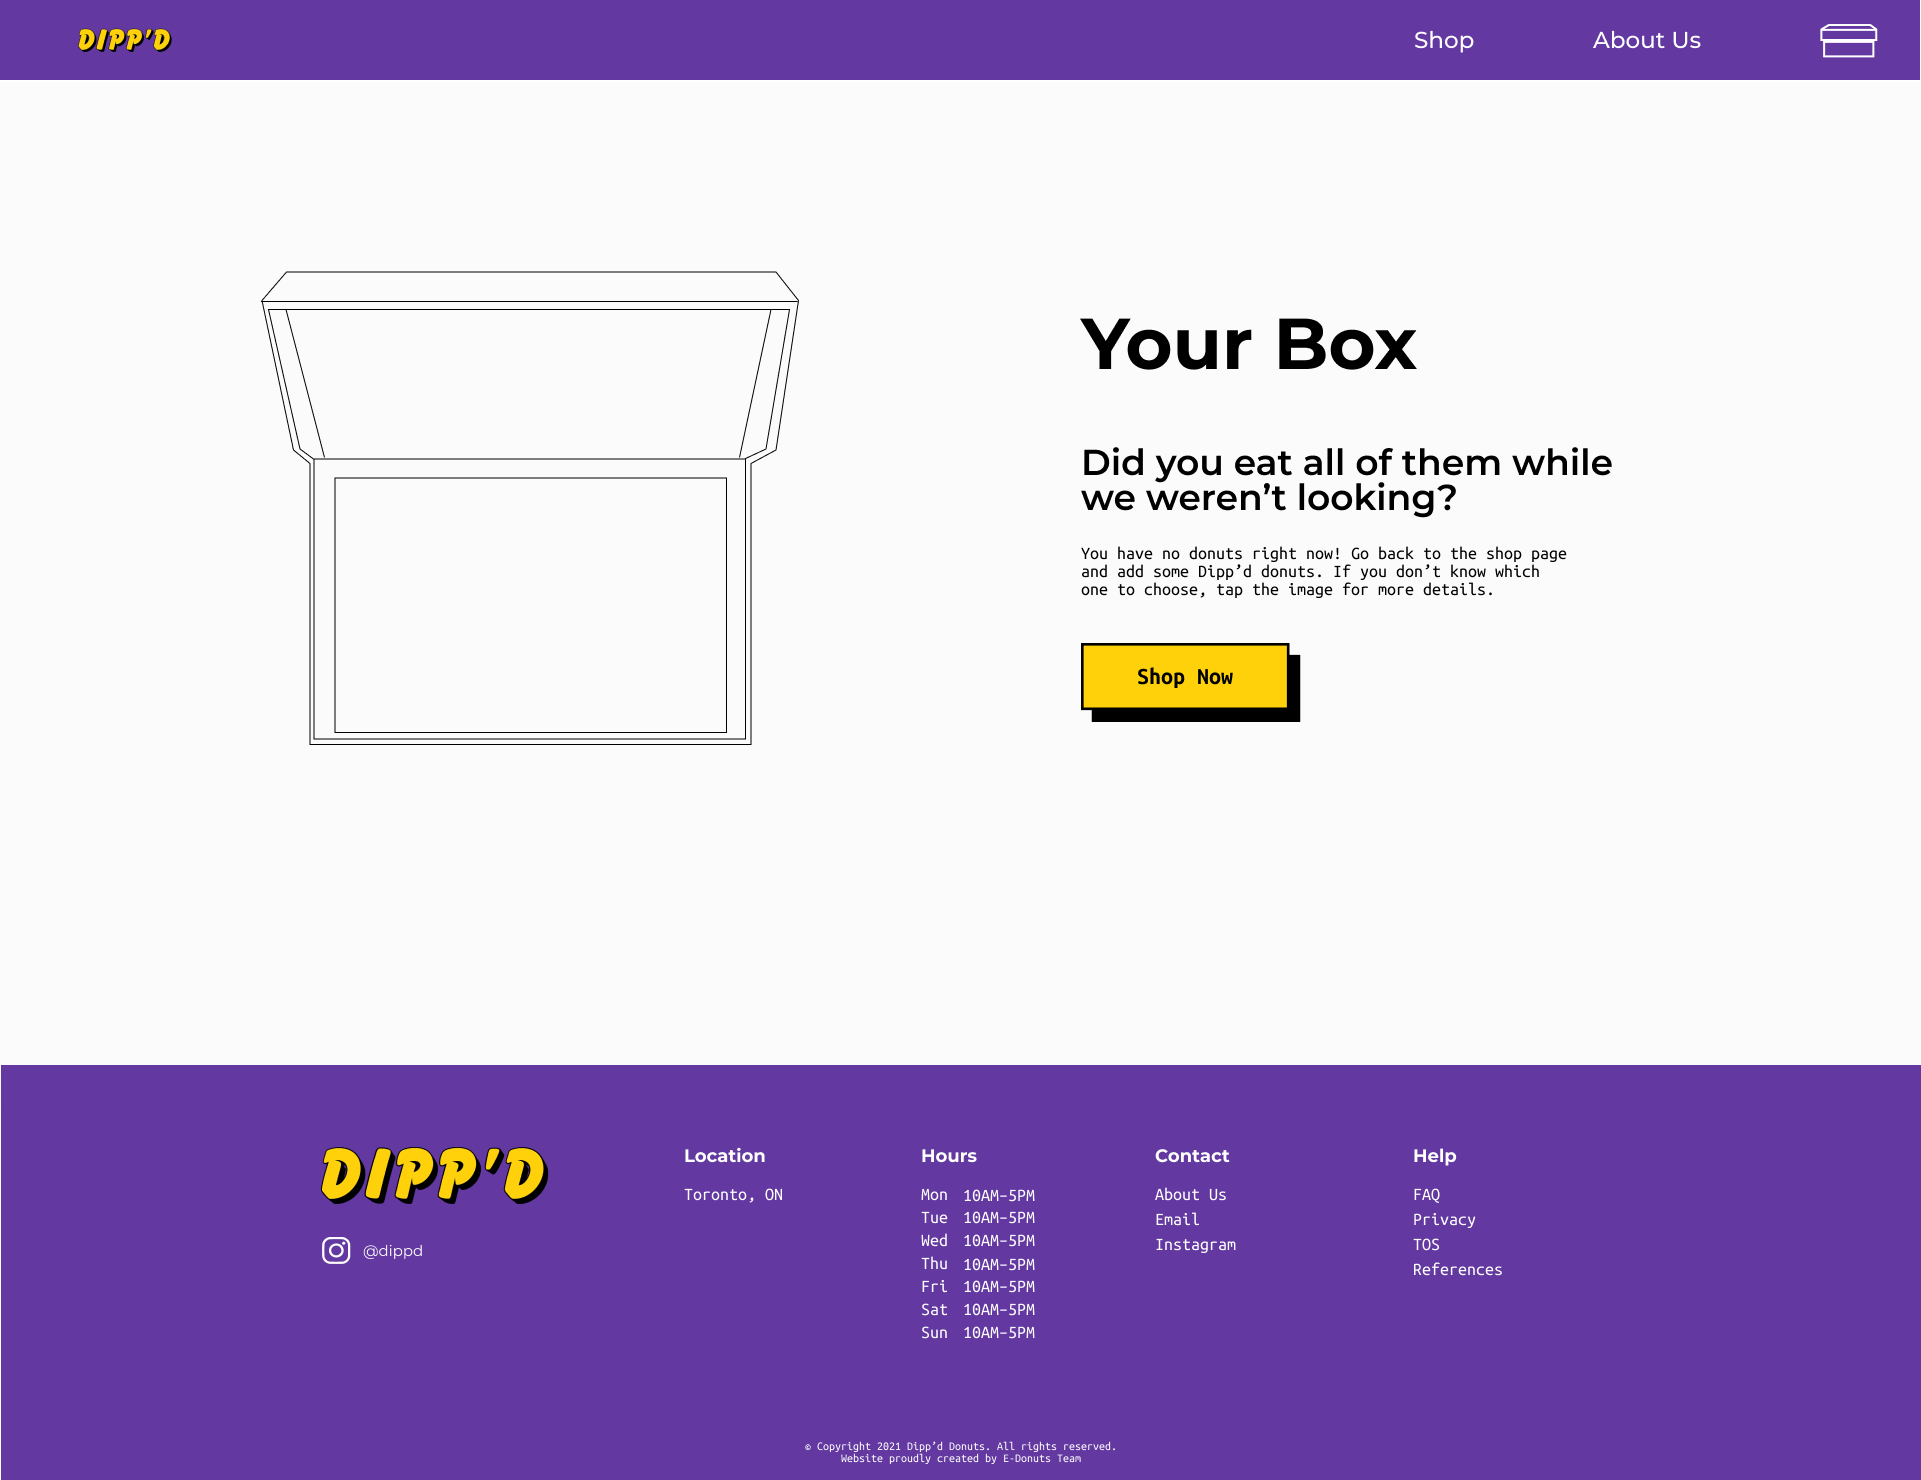 DIPP'D
Shop
About Us
Your Box
Did you eat all of them while
we weren’t looking?
You have no donuts right now! Go back to the shop page
and add some Dipp’d donuts. If you don’t know which
one to choose, tap the image for more details.
Shop Now
DIPP'D
@dippd
Location
Toronto, ON
Hours
Mon 10AM–5PM
Tue 10AM–5PM
Wed 10AM–5PM
Thu 10AM–5PM
Fri 10AM–5PM
Sat 10AM–5PM
Sun 10AM–5PM
Contact
About Us
Email
Instagram
Help
FAQ
Privacy
TOS
References
© Copyright 2021 Dipp’d Donuts. All rights reserved.
Website proudly created by E-Donuts Team